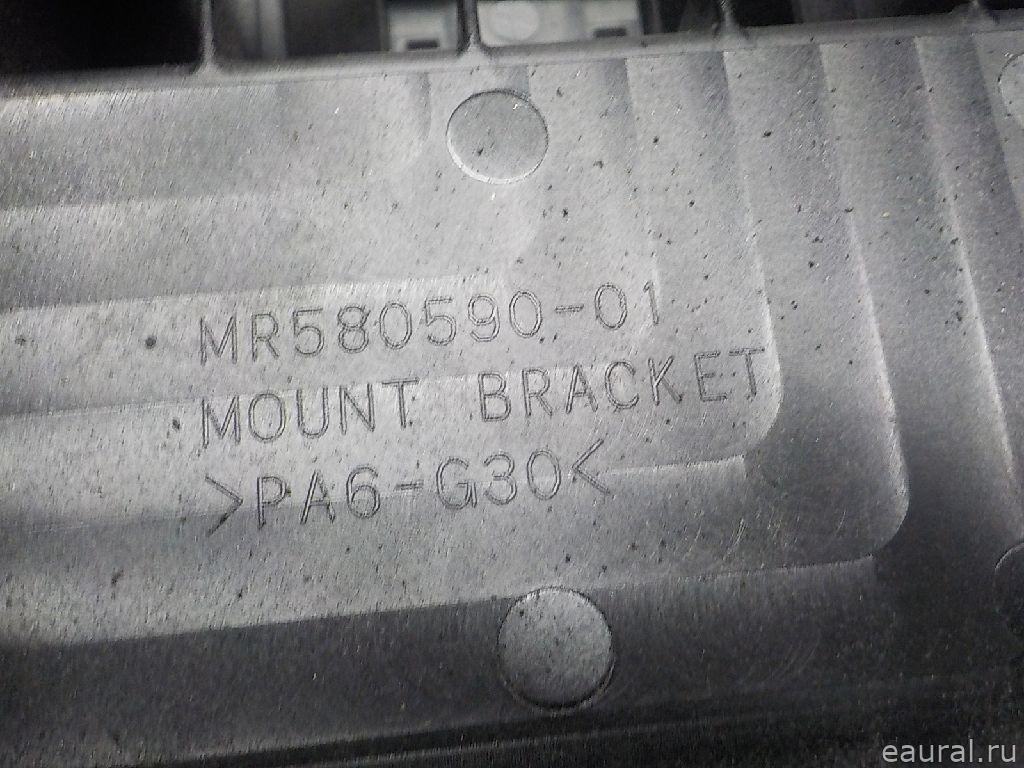 MR580590-01
MOUNT BRACKET
>PA6-G30<
eaural.ru